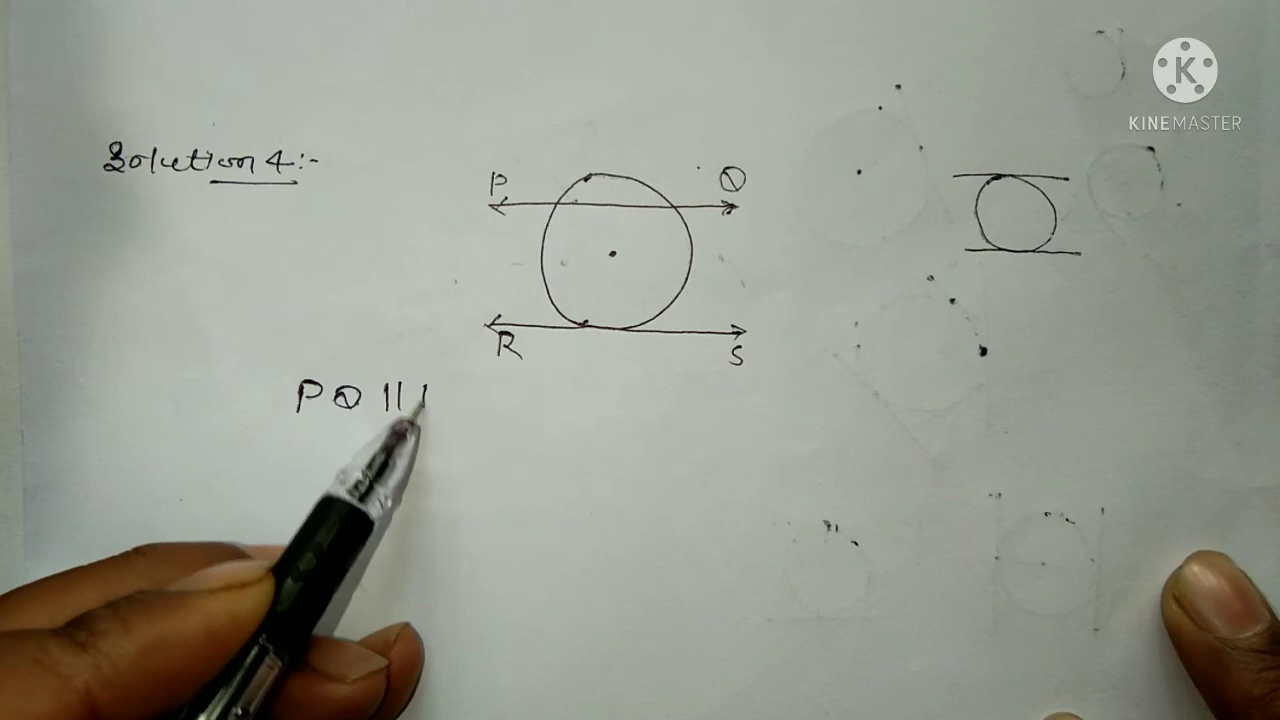 Solution 4:-
P Q
R S
PQ ||
K
KINEMASTER